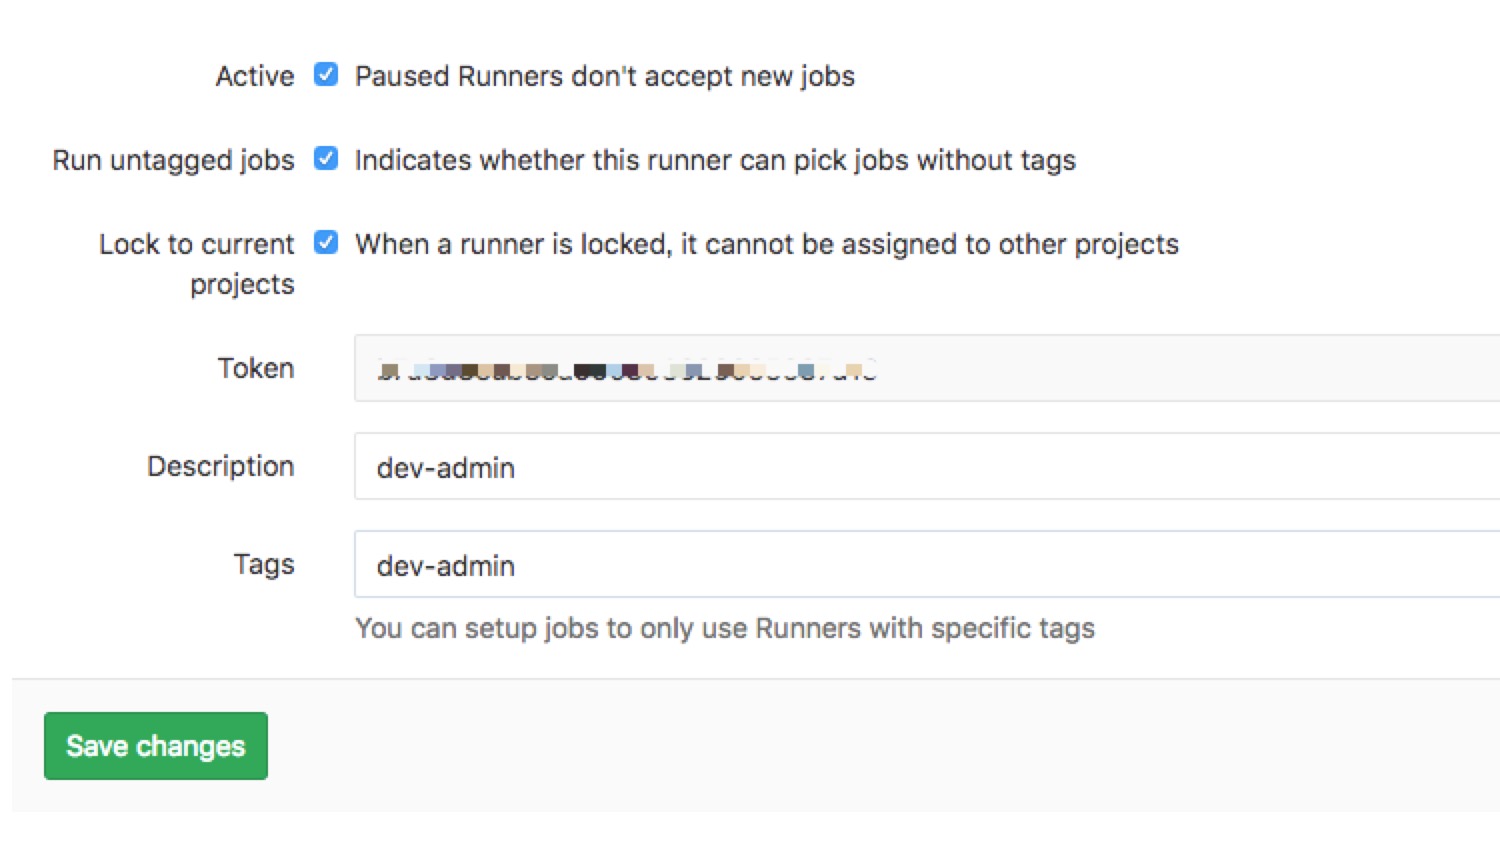 Active Paused Runners don't accept new jobs
Run untagged jobs Indicates whether this runner can pick jobs without tags
Lock to current When a runner is locked, it cannot be assigned to other projects
projects
Token
Description dev-admin
Tags dev-admin
You can setup jobs to only use Runners with specific tags
Save changes